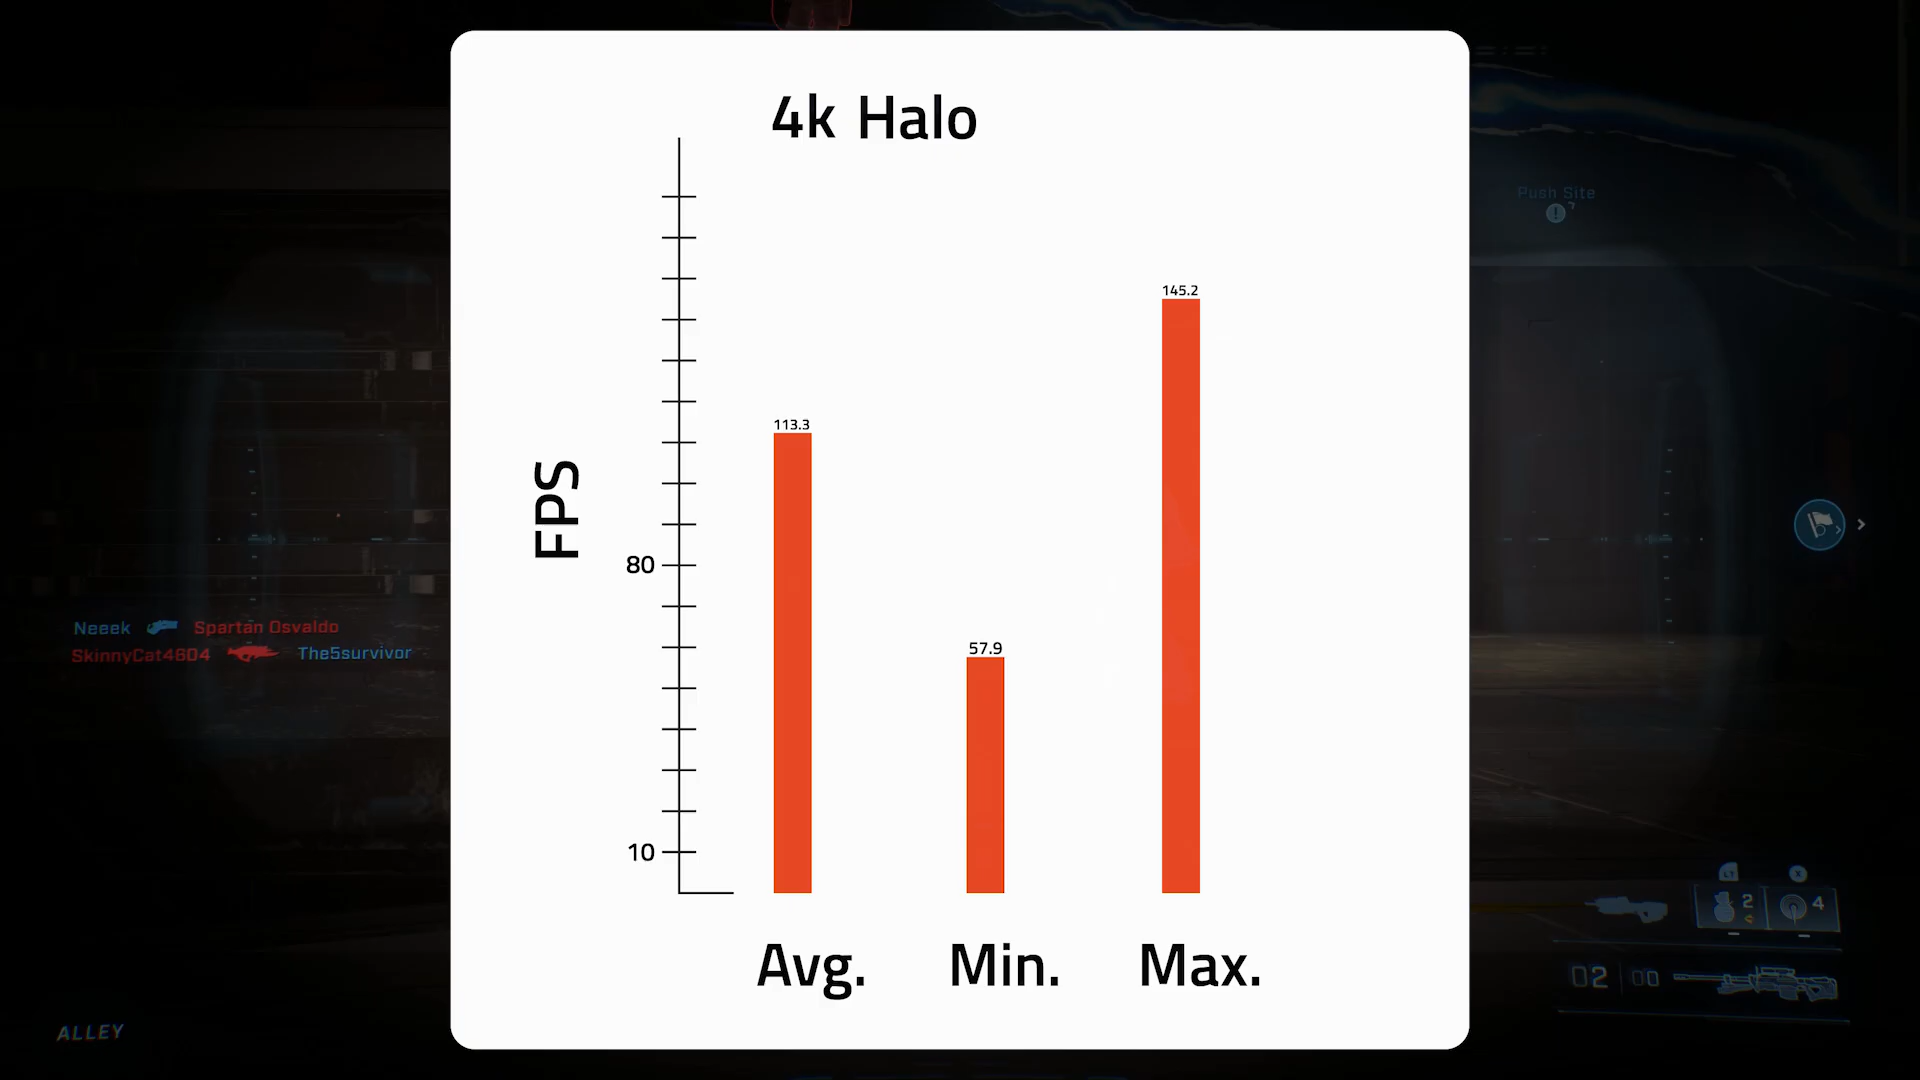 4k Halo
Push Site
145.2
113.3
FPS
80
Neeek Spartan Osvaldo
SkinnyCat4604 The5survivor
57.9
10
2 4
02 00
Avg. Min. Max.
ALLEY